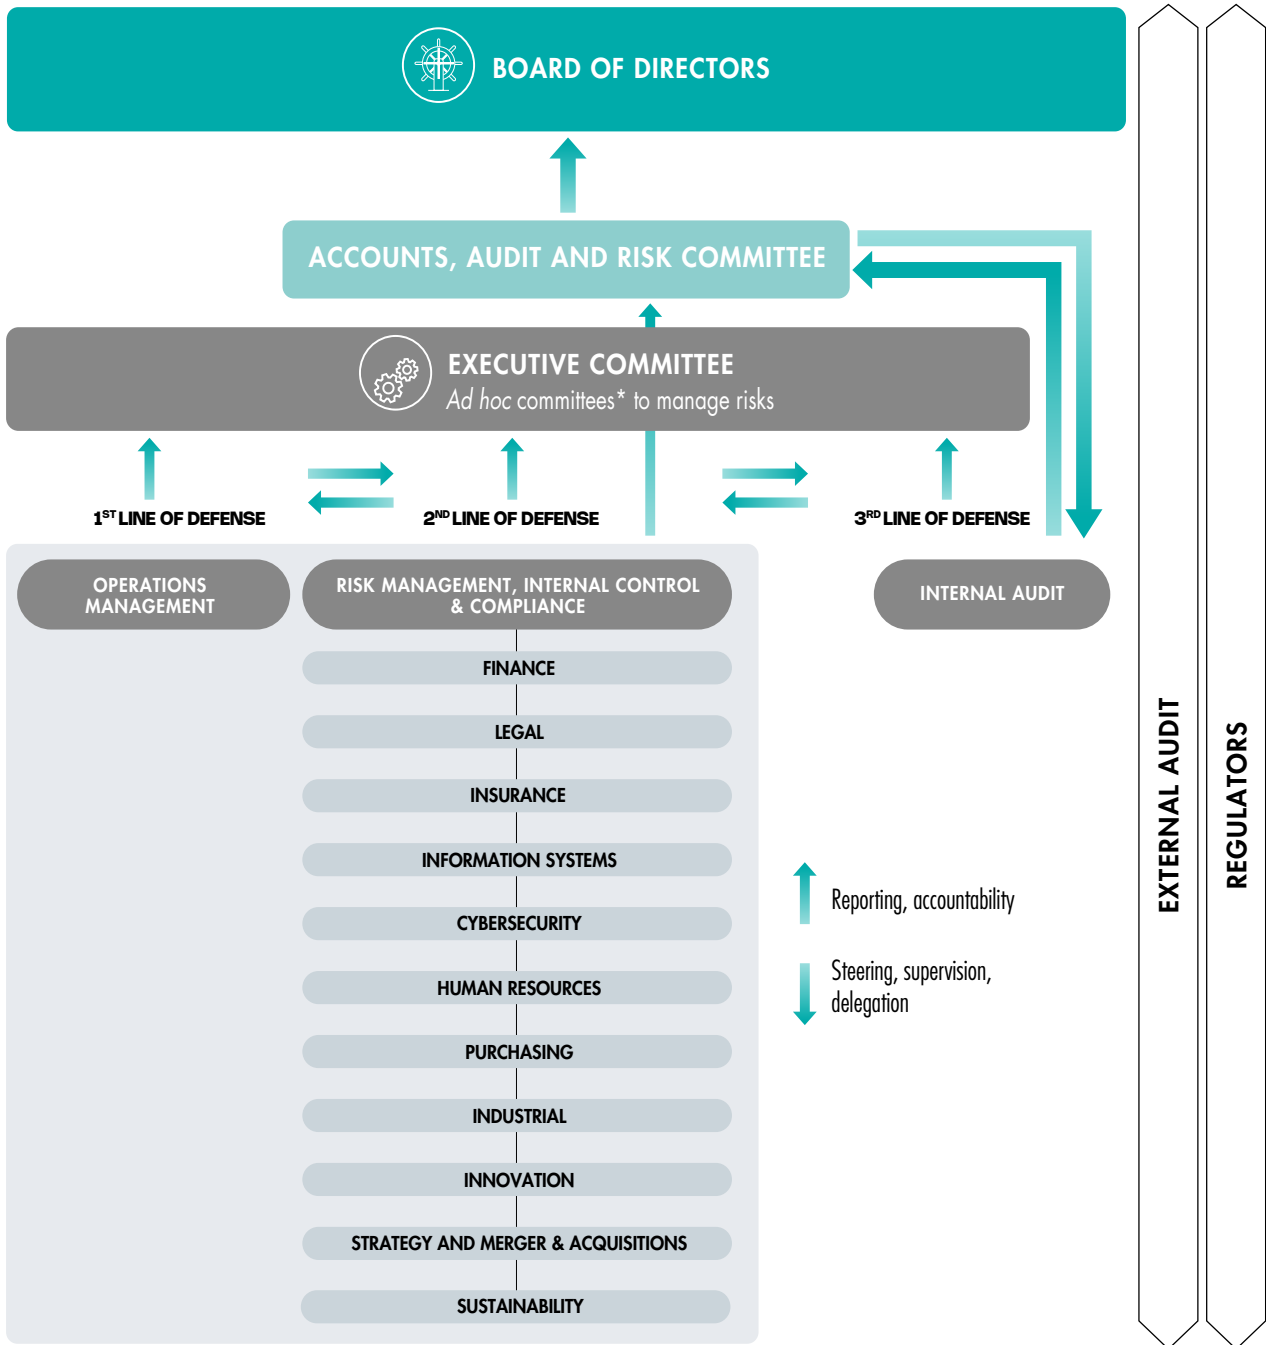 BOARD OF DIRECTORS
ACCOUNTS, AUDIT AND RISK COMMITTEE
EXECUTIVE COMMITTEE
Ad hoc committees* to manage risks
1ST LINE OF DEFENSE
2ND LINE OF DEFENSE
3RD LINE OF DEFENSE
OPERATIONS
MANAGEMENT
RISK MANAGEMENT, INTERNAL CONTROL
& COMPLIANCE
INTERNAL AUDIT
FINANCE
LEGAL
INSURANCE
INFORMATION SYSTEMS
CYBERSECURITY
HUMAN RESOURCES
PURCHASING
INDUSTRIAL
INNOVATION
STRATEGY AND MERGER & ACQUISITIONS
SUSTAINABILITY
Reporting, accountability
Steering, supervision,
delegation
EXTERNAL AUDIT
REGULATORS